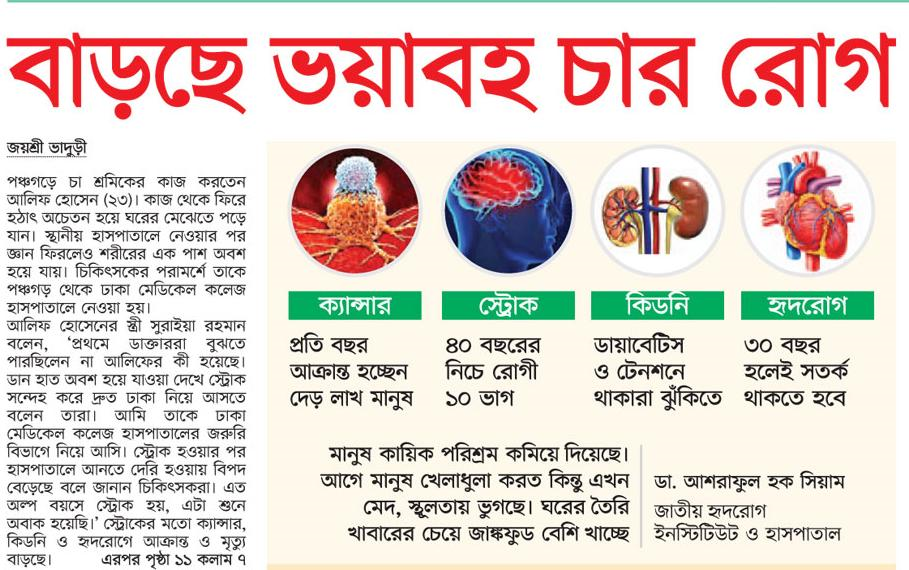 বাড়ছে ভয়াবহ চার রোগ
জয়শ্রী ভাদুড়ী
পঞ্চগড়ে চা শ্রমিকের কাজ করতেন
আলিফ হোসেন (২৩)। কাজ থেকে ফিরে
হঠাৎ অচেতন হয়ে ঘরের মেঝেতে পড়ে
যান। স্থানীয় হাসপাতালে নেওয়ার পর
জ্ঞান ফিরলেও শরীরের এক পাশ অবশ
হয়ে যায়। চিকিৎসকের পরামর্শে তাকে
পঞ্চগড় থেকে ঢাকা মেডিকেল কলেজ
হাসপাতালে নেওয়া হয়।
আলিফ হোসেনের স্ত্রী সুরাইয়া রহমান
বলেন, ‘প্রথমে ডাক্তাররা বুঝতে
পারছিলেন না আলিফের কী হয়েছে।
ডান হাত অবশ হয়ে যাওয়া দেখে স্ট্রোক
সন্দেহ করে দ্রুত ঢাকা নিয়ে আসতে
বলেন তারা। আমি তাকে ঢাকা
মেডিকেল কলেজ হাসপাতালের জরুরি
বিভাগে নিয়ে আসি। স্ট্রোক হওয়ার পর
হাসপাতালে আনতে দেরি হওয়ায় বিপদ
বেড়েছে বলে জানান চিকিৎসকরা। এত
অল্প বয়সে স্ট্রোক হয়, এটা শুনে
অবাক হয়েছি।’ স্ট্রোকের মতো ক্যান্সার,
কিডনি ও হৃদরোগে আক্রান্ত ও মৃত্যু
বাড়ছে। এরপর পৃষ্ঠা ১১ কলাম ৭
ক্যান্সার
প্রতি বছর
আক্রান্ত হচ্ছেন
দেড় লাখ মানুষ
স্ট্রোক
৪০ বছরের
নিচে রোগী
১০ ভাগ
কিডনি
ডায়াবেটিস
ও টেনশনে
থাকারা ঝুঁকিতে
হৃদরোগ
৩০ বছর
হলেই সতর্ক
থাকতে হবে
মানুষ কায়িক পরিশ্রম কমিয়ে দিয়েছে।
আগে মানুষ খেলাধুলা করত কিন্তু এখন
মেদ, স্থূলতায় ভুগছে। ঘরের তৈরি
খাবারের চেয়ে জাঙ্কফুড বেশি খাচ্ছে
ডা. আশরাফুল হক সিয়াম
জাতীয় হৃদরোগ
ইনস্টিটিউট ও হাসপাতাল